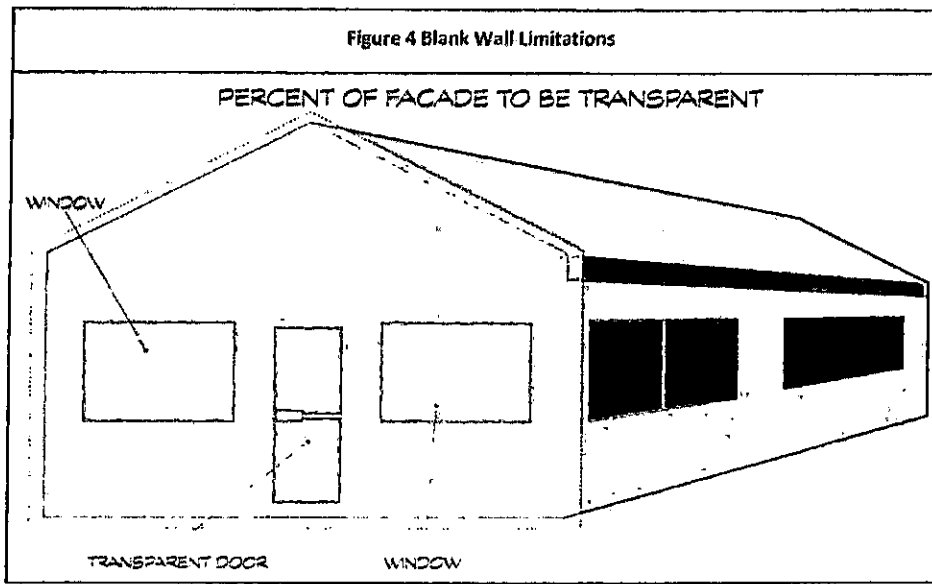 Figure 4 Blank Wall Limitations
PERCENT OF FACADE TO BE TRANSPARENT
WINDOW
TRANSPARENT DOOR
WINDOW